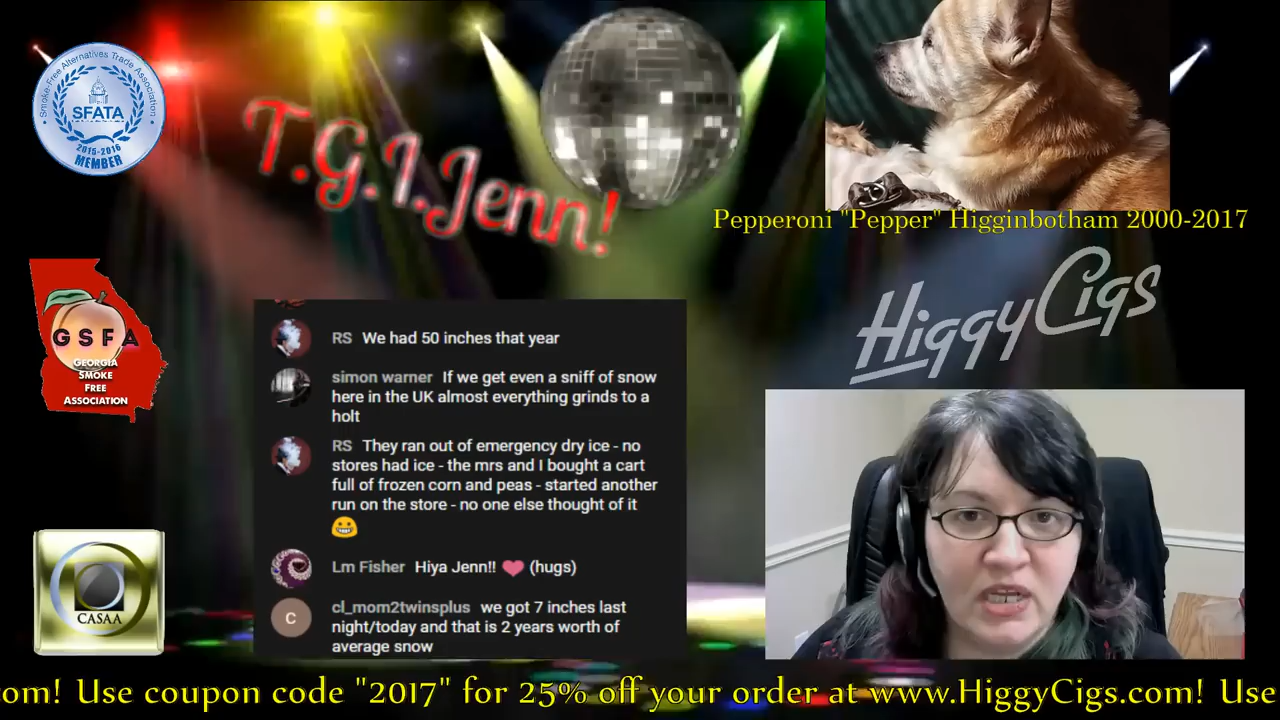 Smoke-Free Alternatives Trade Association
SFATA
2015-2016
MEMBER
T.G.I.Jenn!
Pepperoni "Pepper" Higginbotham 2000-2017
HiggyCigs
GSFA
GEORGIA
SMOKE
FREE
ASSOCIATION
CASAA
RS We had 50 inches that year
simon warner If we get even a sniff of snow
here in the UK almost everything grinds to a
holt
RS They ran out of emergency dry ice - no
stores had ice - the mrs and I bought a cart
full of frozen corn and peas - started another
run on the store - no one else thought of it
😀
Lm Fisher Hiya Jenn!! ❤ (hugs)
C
cl_mom2twinsplus we got 7 inches last
night/today and that is 2 years worth of
average snow
om! Use coupon code "2017" for 25% off your order at www.HiggyCigs.com! Use